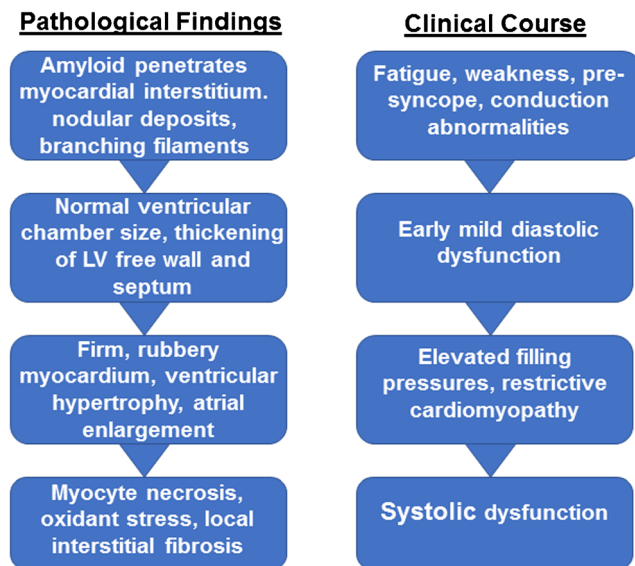 Pathological Findings
Amyloid penetrates
myocardial interstitium.
nodular deposits,
branching filaments
Normal ventricular
chamber size, thickening
of LV free wall and
septum
Firm, rubbery
myocardium, ventricular
hypertrophy, atrial
enlargement
Myocyte necrosis,
oxidant stress, local
interstitial fibrosis
Clinical Course
Fatigue, weakness, pre-
syncope, conduction
abnormalities
Early mild diastolic
dysfunction
Elevated filling
pressures, restrictive
cardiomyopathy
Systolic dysfunction